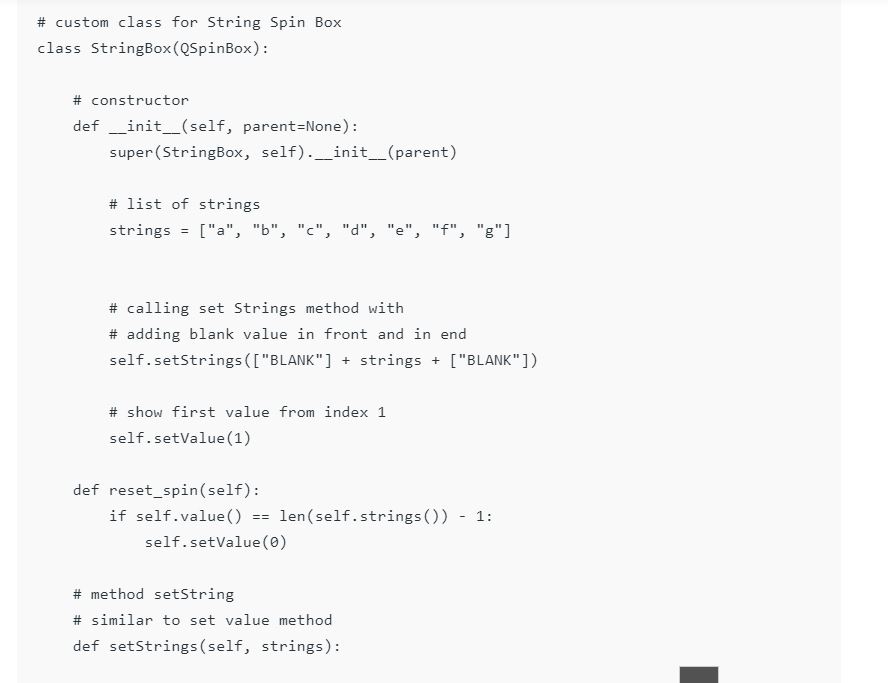 # custom class for String Spin Box
class StringBox(QSpinBox):
# constructor
def __init__(self, parent=None):
super(StringBox, self).__init__(parent)
# list of strings
strings = ["a", "b", "c", "d", "e", "f", "g"]
# calling set Strings method with
# adding blank value in front and in end
self.setStrings(["BLANK"] + strings + ["BLANK"])
# show first value from index 1
self.setValue(1)
def reset_spin(self):
if self.value() == len(self.strings()) - 1:
self.setValue(0)
# method setString
# similar to set value method
def setStrings(self, strings):